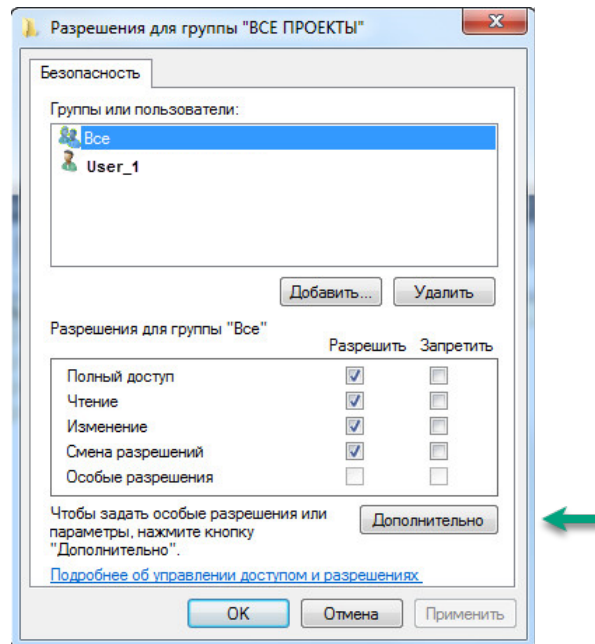 Разрешения для группы "ВСЕ ПРОЕКТЫ"
Безопасность
Группы или пользователи:
Все
User_1
Добавить... Удалить
Разрешения для группы "Все"
Разрешить Запретить
Полный доступ
Чтение
Изменение
Смена разрешений
Особые разрешения
Чтобы задать особые разрешения или
параметры, нажмите кнопку
"Дополнительно".
Дополнительно
Подробнее об управлении доступом и разрешениях
OK Отмена Применить